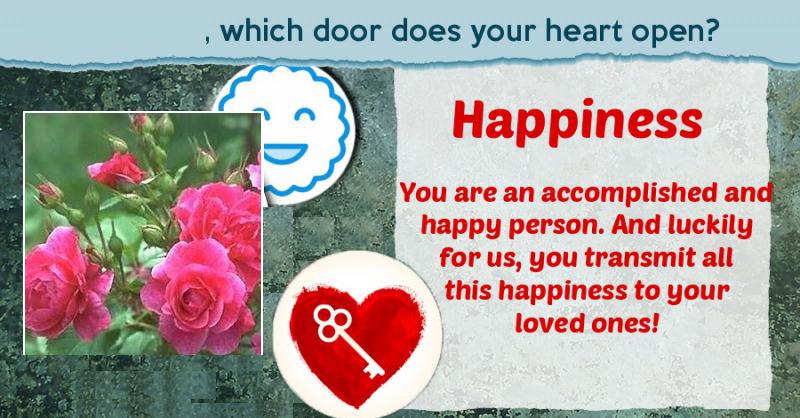 , which door does your heart open?
Happiness
You are an accomplished and
happy person. And luckily
for us, you transmit all
this happiness to your
loved ones!